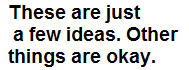 These are just
a few ideas. Other
things are okay.